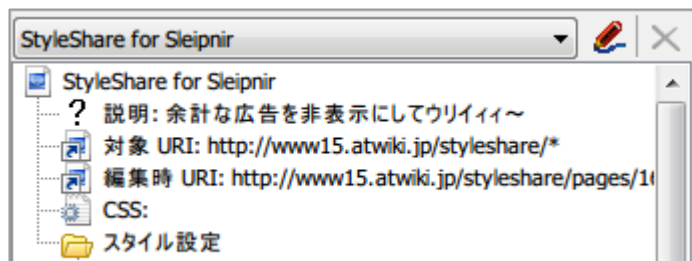 StyleShare for Sleipnir
StyleShare for Sleipnir
? 説明: 余計な広告を非表示にしてウリイィィ～
対象 URI: http://www15.atwiki.jp/styleshare/*
編集時 URI: http://www15.atwiki.jp/styleshare/pages/16
CSS:
スタイル設定